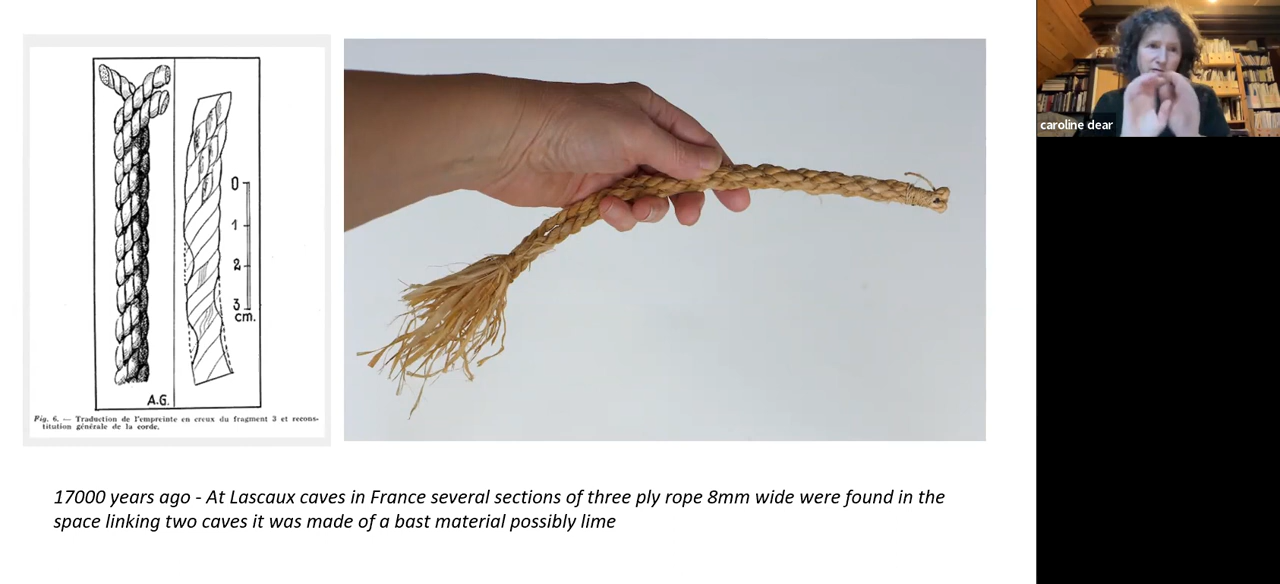 0
1
2
3
cm.
A.G.
Fig. 6. — Traduction de l'empreinte en creux du fragment 3 et recons-
titution générale de la corde.
caroline dear
17000 years ago - At Lascaux caves in France several sections of three ply rope 8mm wide were found in the
space linking two caves it was made of a bast material possibly lime